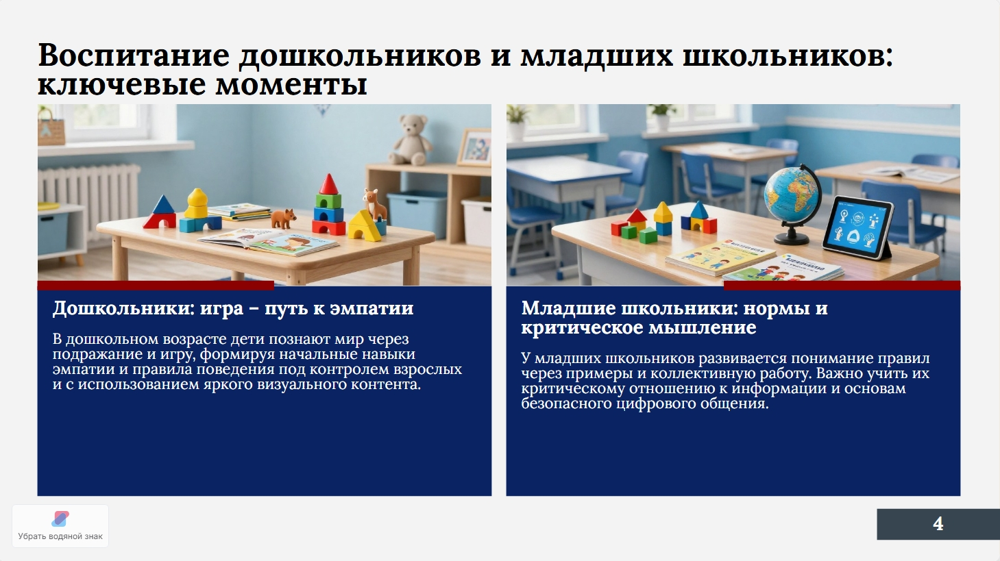 Воспитание дошкольников и младших школьников:
ключевые моменты
Дошкольники: игра – путь к эмпатии
В дошкольном возрасте дети познают мир через
подражание и игру, формируя начальные навыки
эмпатии и правила поведения под контролем взрослых
и с использованием яркого визуального контента.
Младшие школьники: нормы и
критическое мышление
У младших школьников развивается понимание правил
через примеры и коллективную работу. Важно учить их
критическому отношению к информации и основам
безопасного цифрового общения.
Убрать водяной знак
4